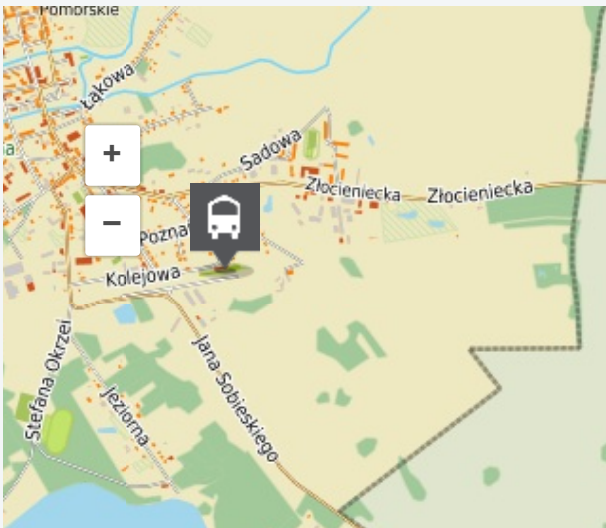 Pomorskie
Łąkowa
a
Sadowa
Złocieniecka
Złocieniecka
+
−
Pozna
Kolejowa
Stefana Okrzei
Jeziorna
Jana Sobieskiego